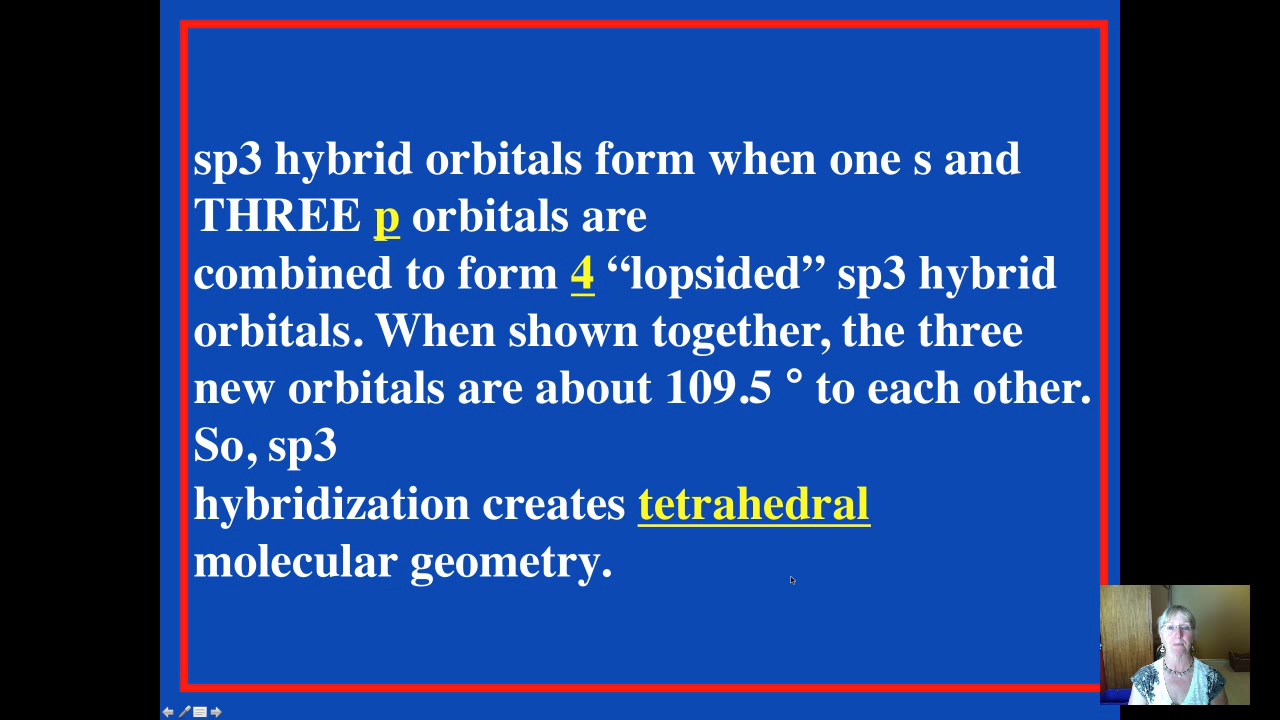 sp3 hybrid orbitals form when one s and
THREE p orbitals are
combined to form 4 “lopsided” sp3 hybrid
orbitals. When shown together, the three
new orbitals are about 109.5 ° to each other.
So, sp3
hybridization creates tetrahedral
molecular geometry.